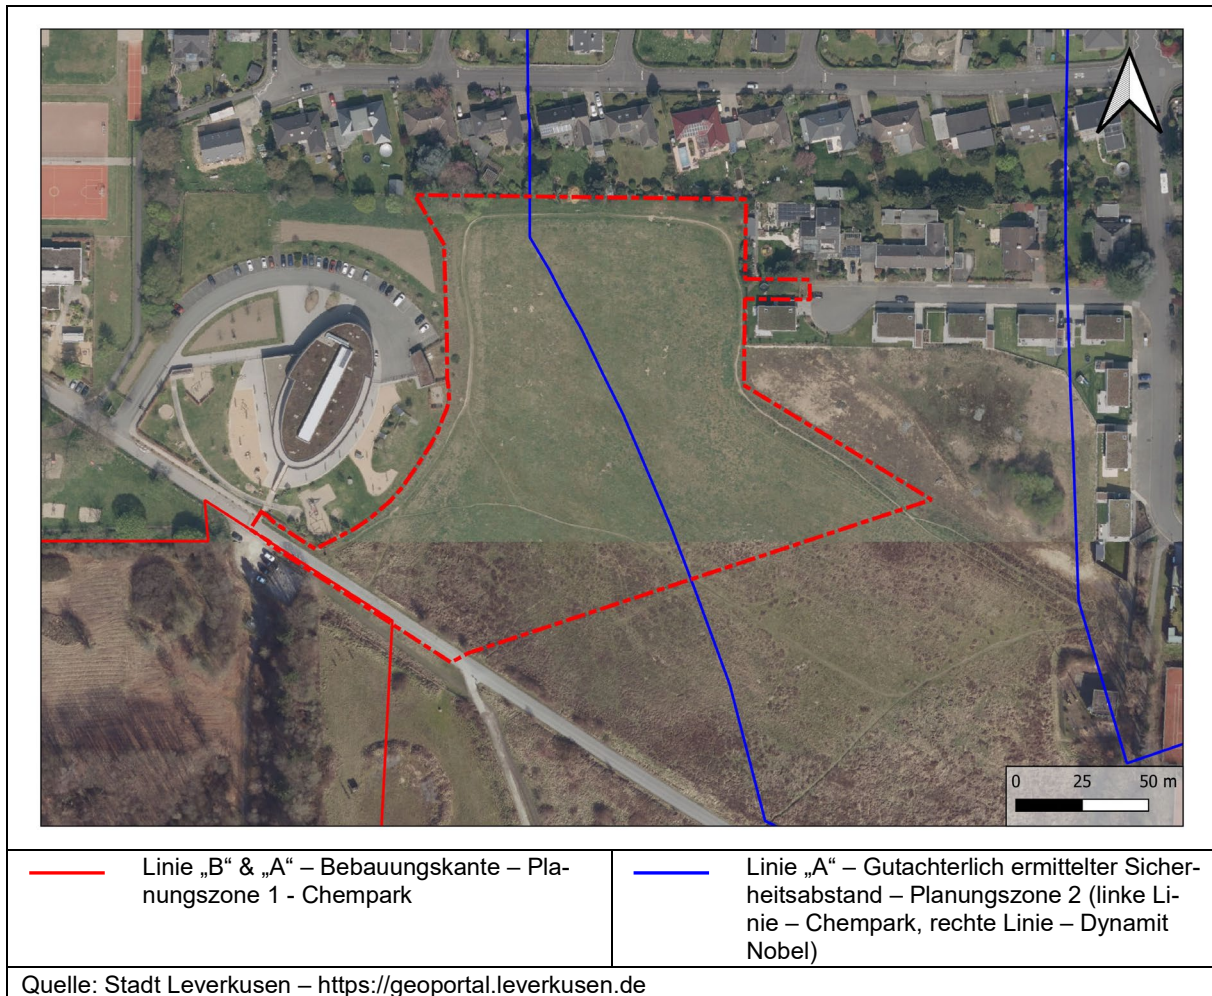 0 25 50 m
Linie „B“ & „A“ – Bebauungskante – Pla-
nungszone 1 - Chempark
Linie „A“ – Gutachterlich ermittelter Sicher-
heitsabstand – Planungszone 2 (linke Li-
nie – Chempark, rechte Linie – Dynamit
Nobel)
Quelle: Stadt Leverkusen – https://geoportal.leverkusen.de